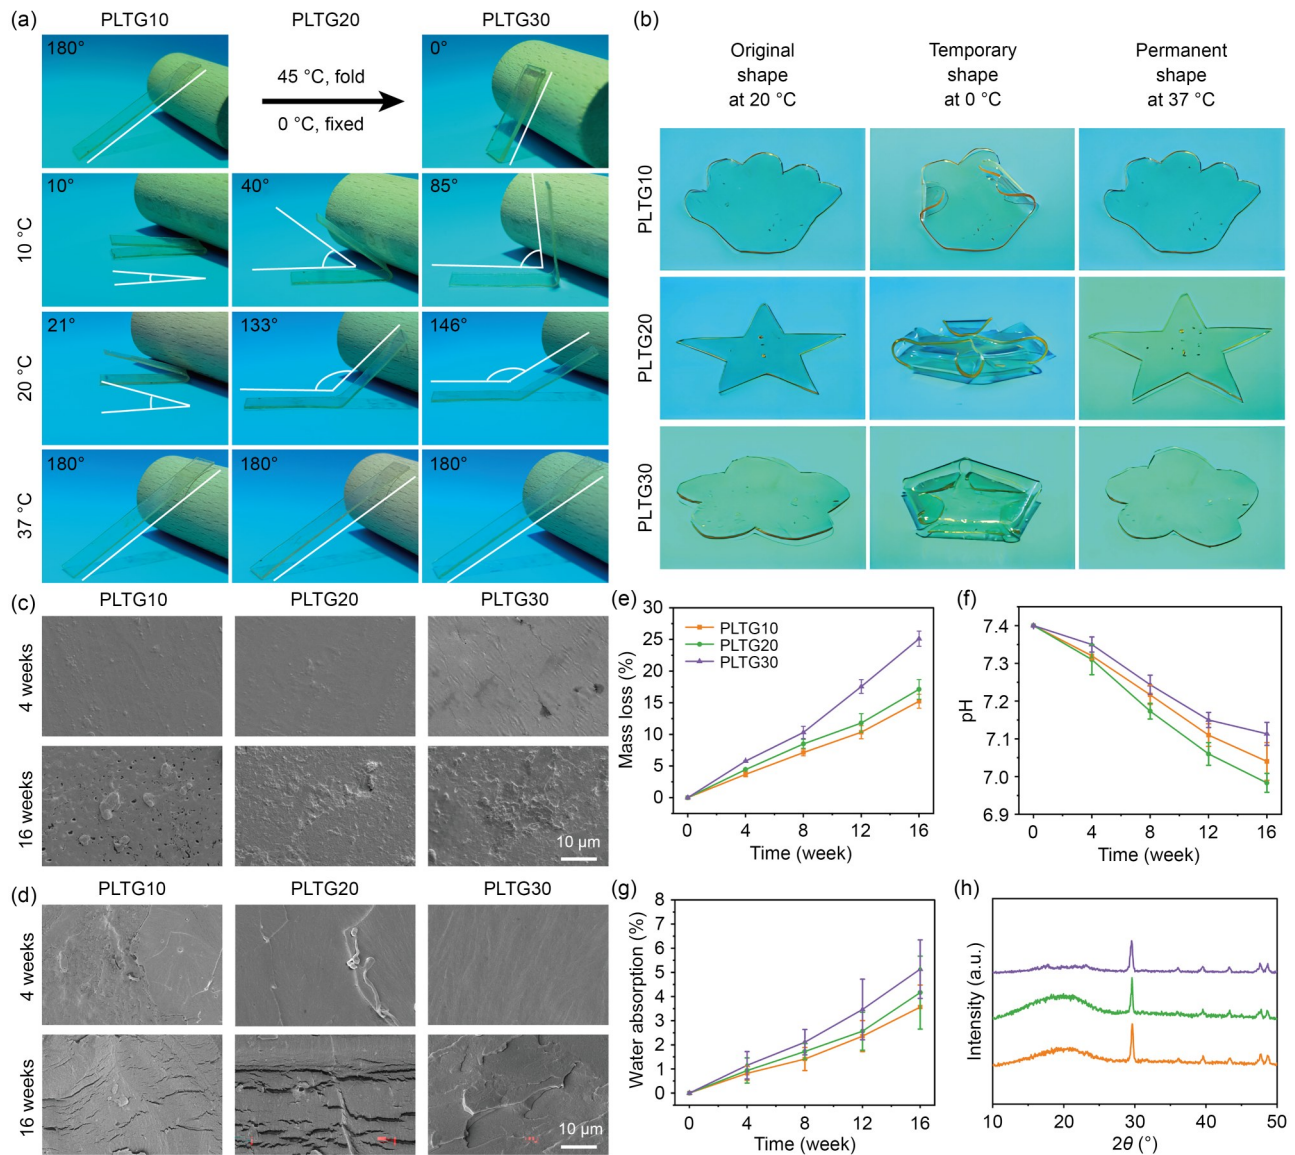 (a)
PLTG10
PLTG20
PLTG30
180°
45 °C, fold
0 °C, fixed
0°
10 °C
10°
40°
85°
20 °C
21°
133°
146°
37 °C
180°
180°
180°
(b)
Original
shape
at 20 °C
Temporary
shape
at 0 °C
Permanent
shape
at 37 °C
PLTG10
PLTG20
PLTG30
(c)
PLTG10
PLTG20
PLTG30
4 weeks
16 weeks
10 μm
(d)
PLTG10
PLTG20
PLTG30
4 weeks
16 weeks
10 μm
(e)
Mass loss (%)
30
25
20
15
10
5
0
PLTG10
PLTG20
PLTG30
0 4 8 12 16
Time (week)
(f)
pH
7.4
7.3
7.2
7.1
7.0
6.9
0 4 8 12 16
Time (week)
(g)
Water absorption (%)
8
7
6
5
4
3
2
1
0
0 4 8 12 16
Time (week)
(h)
Intensity (a.u.)
10 20 30 40 50
2θ (°)